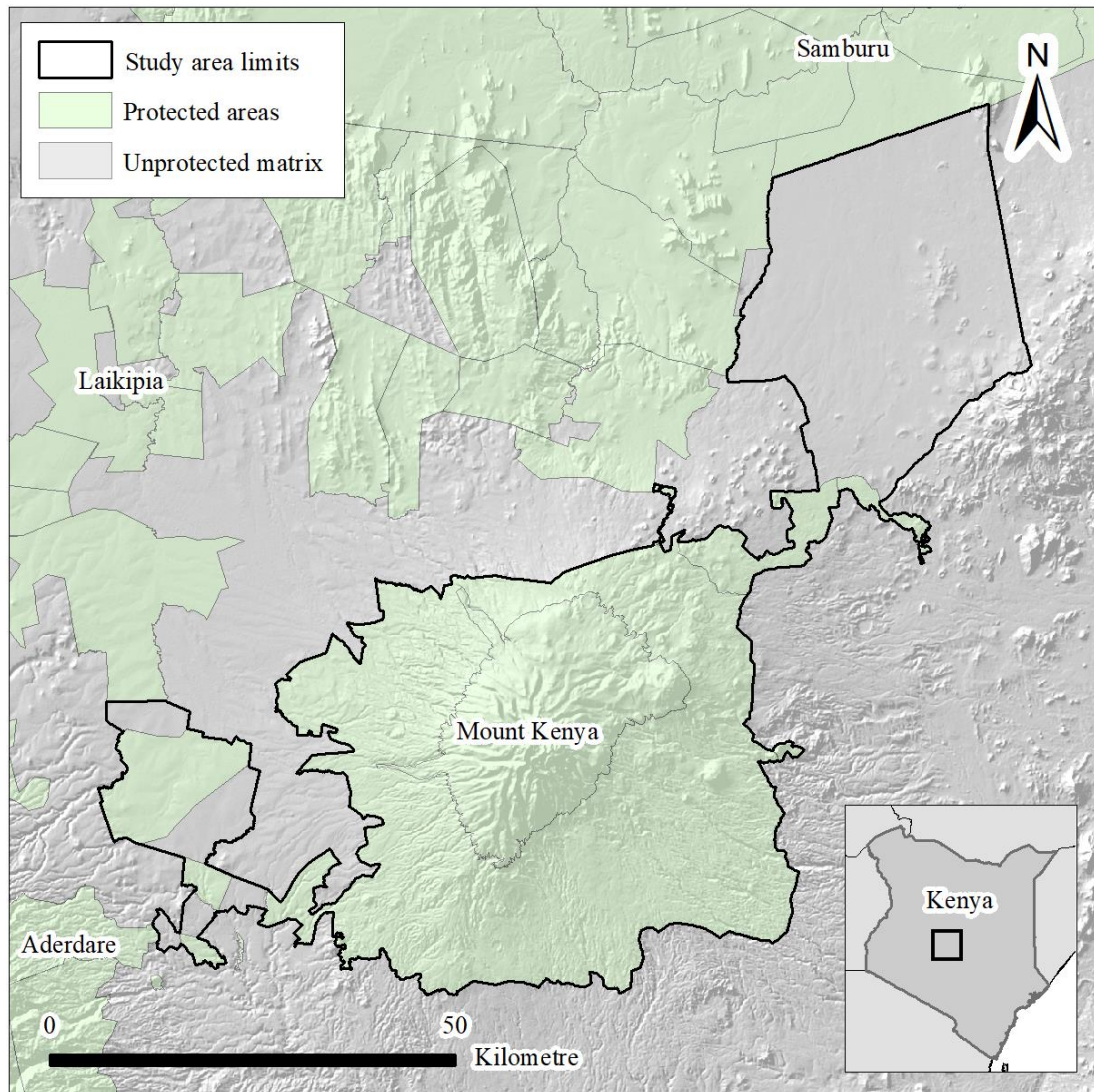 Study area limits
Protected areas
Unprotected matrix
Samburu
N
Laikipia
Mount Kenya
Kenya
Aderdare
0 50
Kilometre